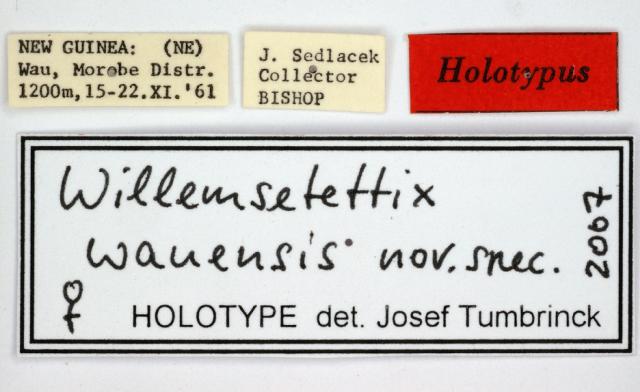 NEW GUINEA: (NE)
Wau, Morobe Distr.
1200m, 15-22.XI.'61
J. Sedlacek
Collector
BISHOP
Holotypus
Willemsetettix
wauensis nov. spec.
2007
♀ HOLOTYPE det. Josef Tumbrinck